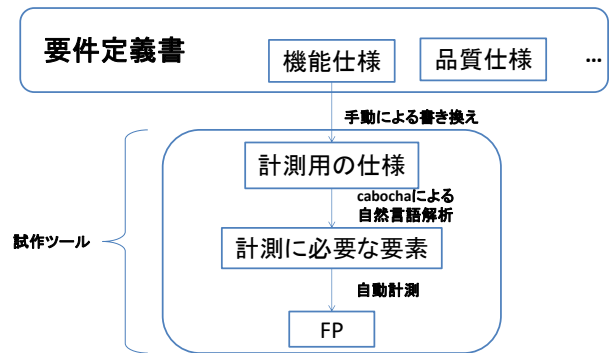 要件定義書
機能仕様
品質仕様
...
手動による書き換え
計測用の仕様
cabochaによる
自然言語解析
試作ツール
計測に必要な要素
自動計測
FP